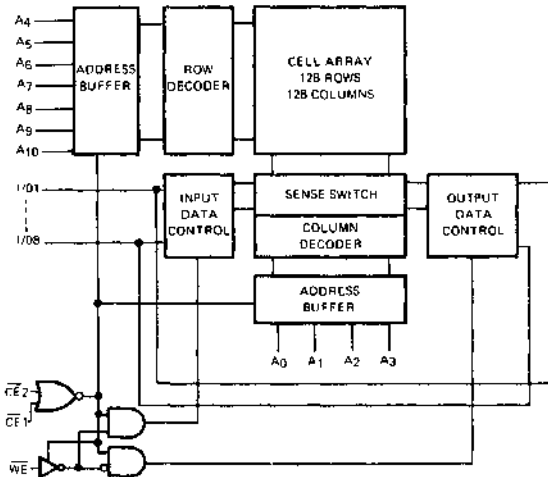 A4
A5
A6
A7
A8
A9
A10
ADDRESS
BUFFER
ROW
DECODER
CELL ARRAY
128 ROWS
128 COLUMNS
I/O1
I/O8
INPUT
DATA
CONTROL
SENSE SWITCH
COLUMN
DECODER
OUTPUT
DATA
CONTROL
ADDRESS
BUFFER
A0 A1 A2 A3
CE2
CE1
WE